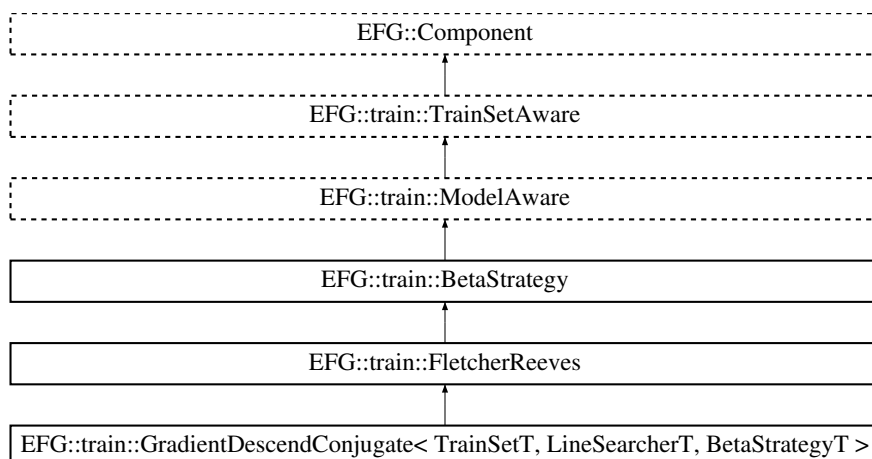 EFG::Component
EFG::train::TrainSetAware
EFG::train::ModelAware
EFG::train::BetaStrategy
EFG::train::FletcherReeves
EFG::train::GradientDescendConjugate< TrainSetT, LineSearcherT, BetaStrategyT >